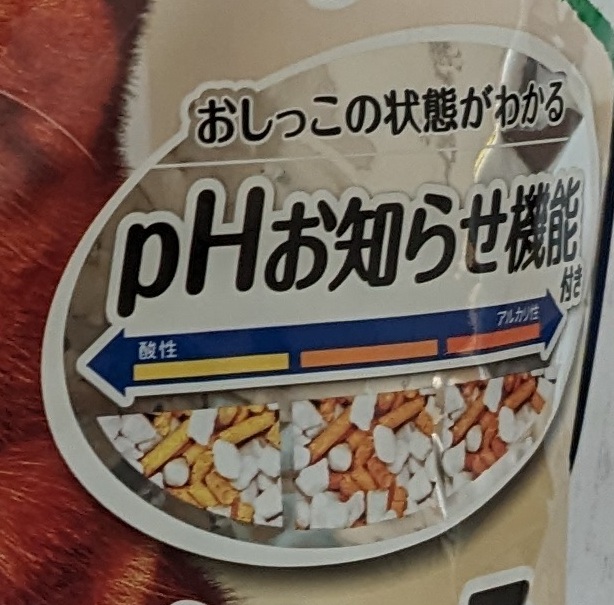 おしっこの状態がわかる
pHお知らせ機能
付き
酸性
アルカリ性